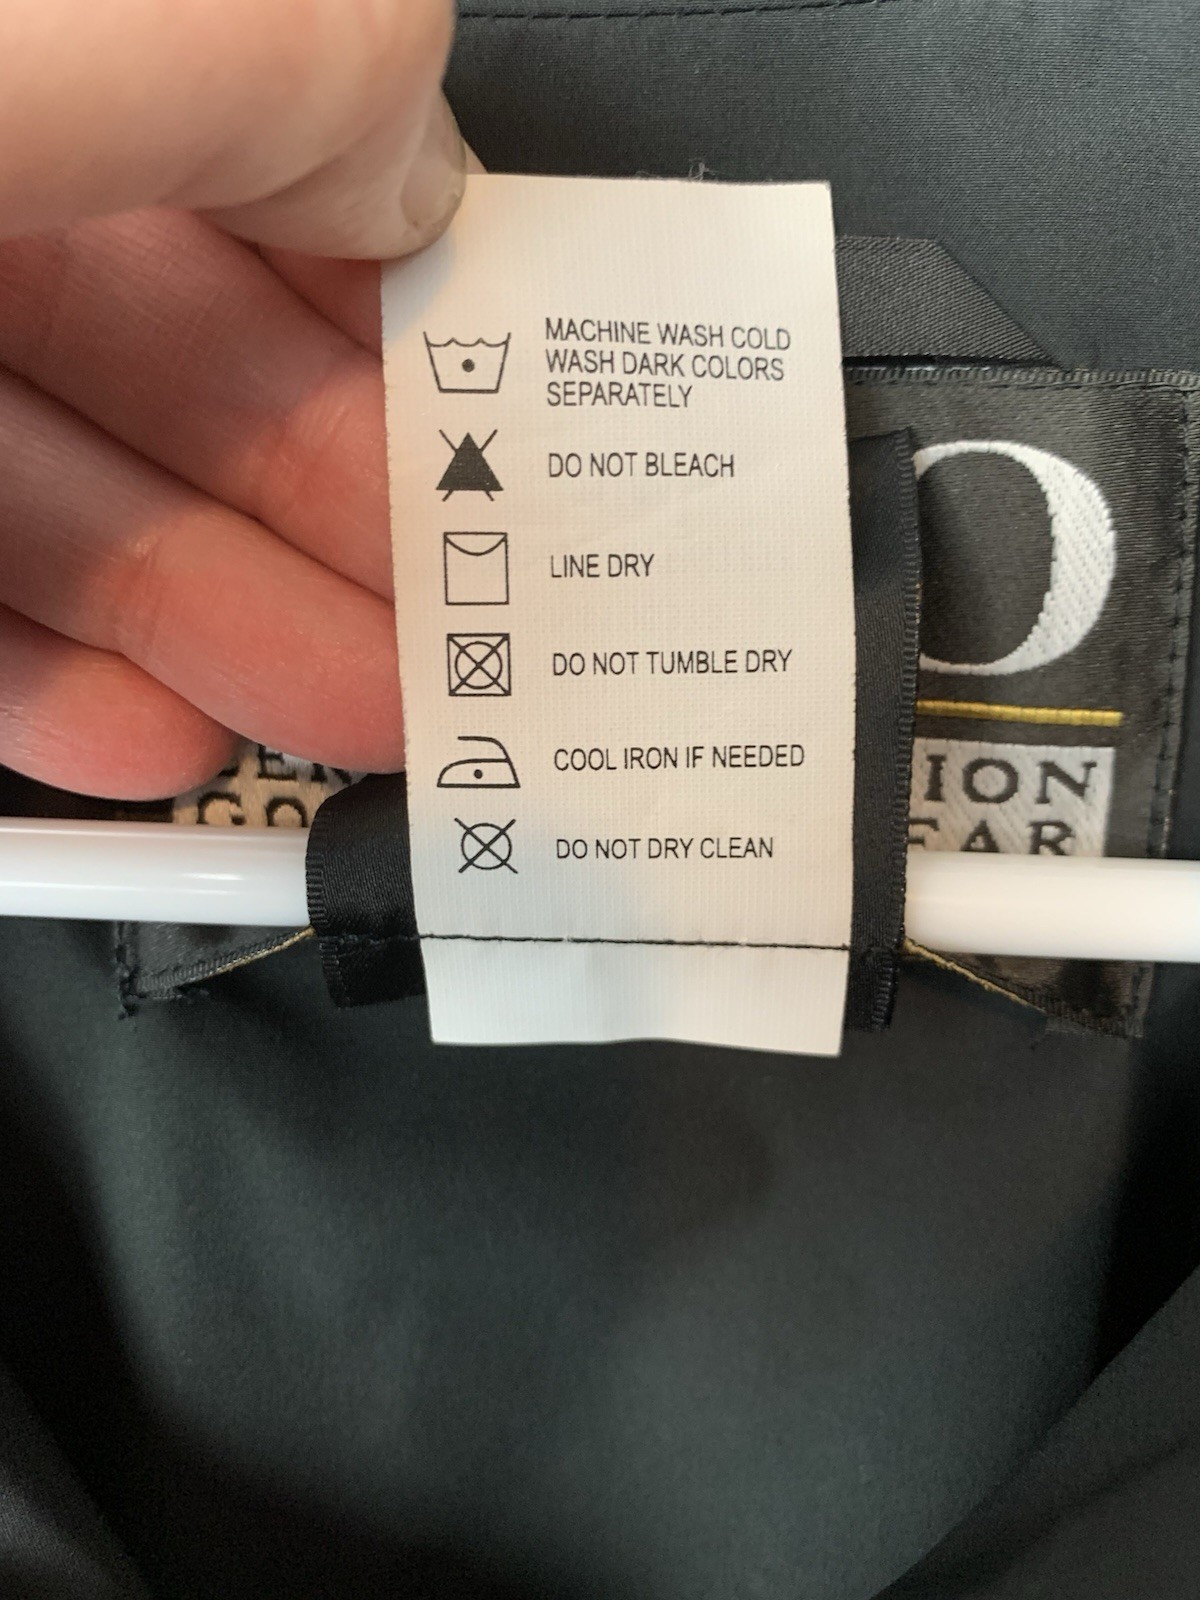 MACHINE WASH COLD
WASH DARK COLORS
SEPARATELY
DO NOT BLEACH
LINE DRY
DO NOT TUMBLE DRY
COOL IRON IF NEEDED
DO NOT DRY CLEAN
O
ION